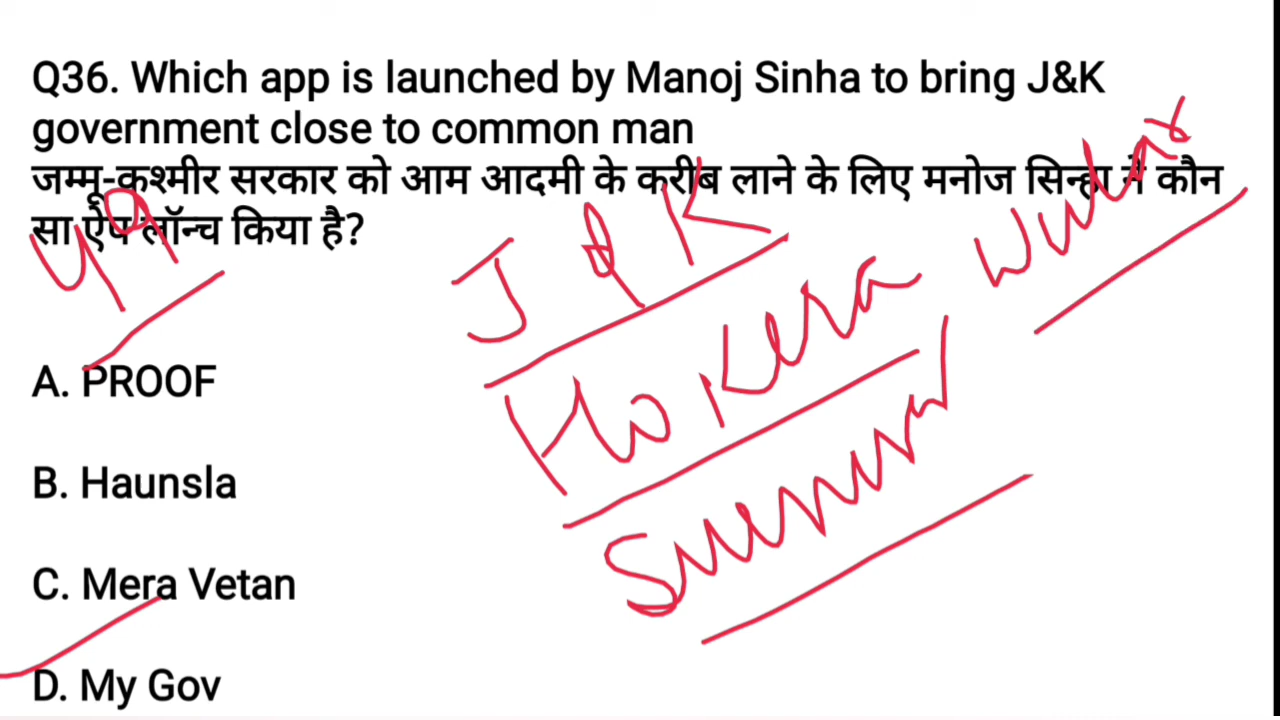 Q36. Which app is launched by Manoj Sinha to bring J&K
government close to common man
जम्मू-कश्मीर सरकार को आम आदमी के करीब लाने के लिए मनोज सिन्हा ने कौन
सा ऐप लॉन्च किया है?
49
J & K
Hokera
Wular
A. PROOF
B. Haunsla
C. Mera Vetan
D. My Gov